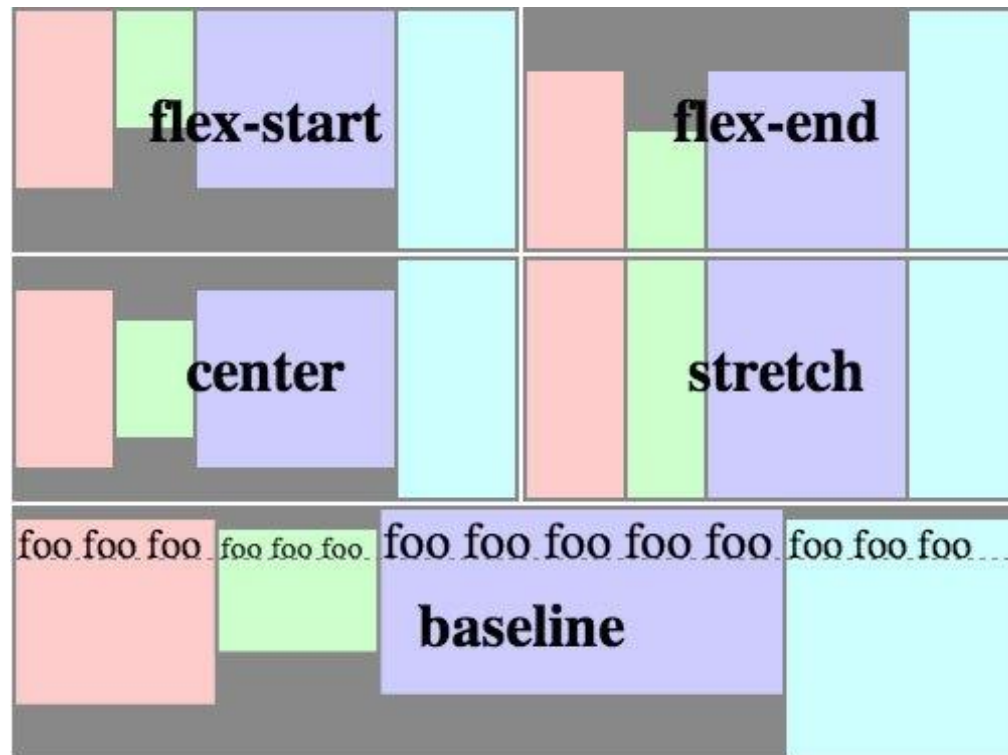 flex-start
flex-end
center
stretch
foo foo foo
foo foo foo
foo foo foo foo foo
foo foo foo
baseline